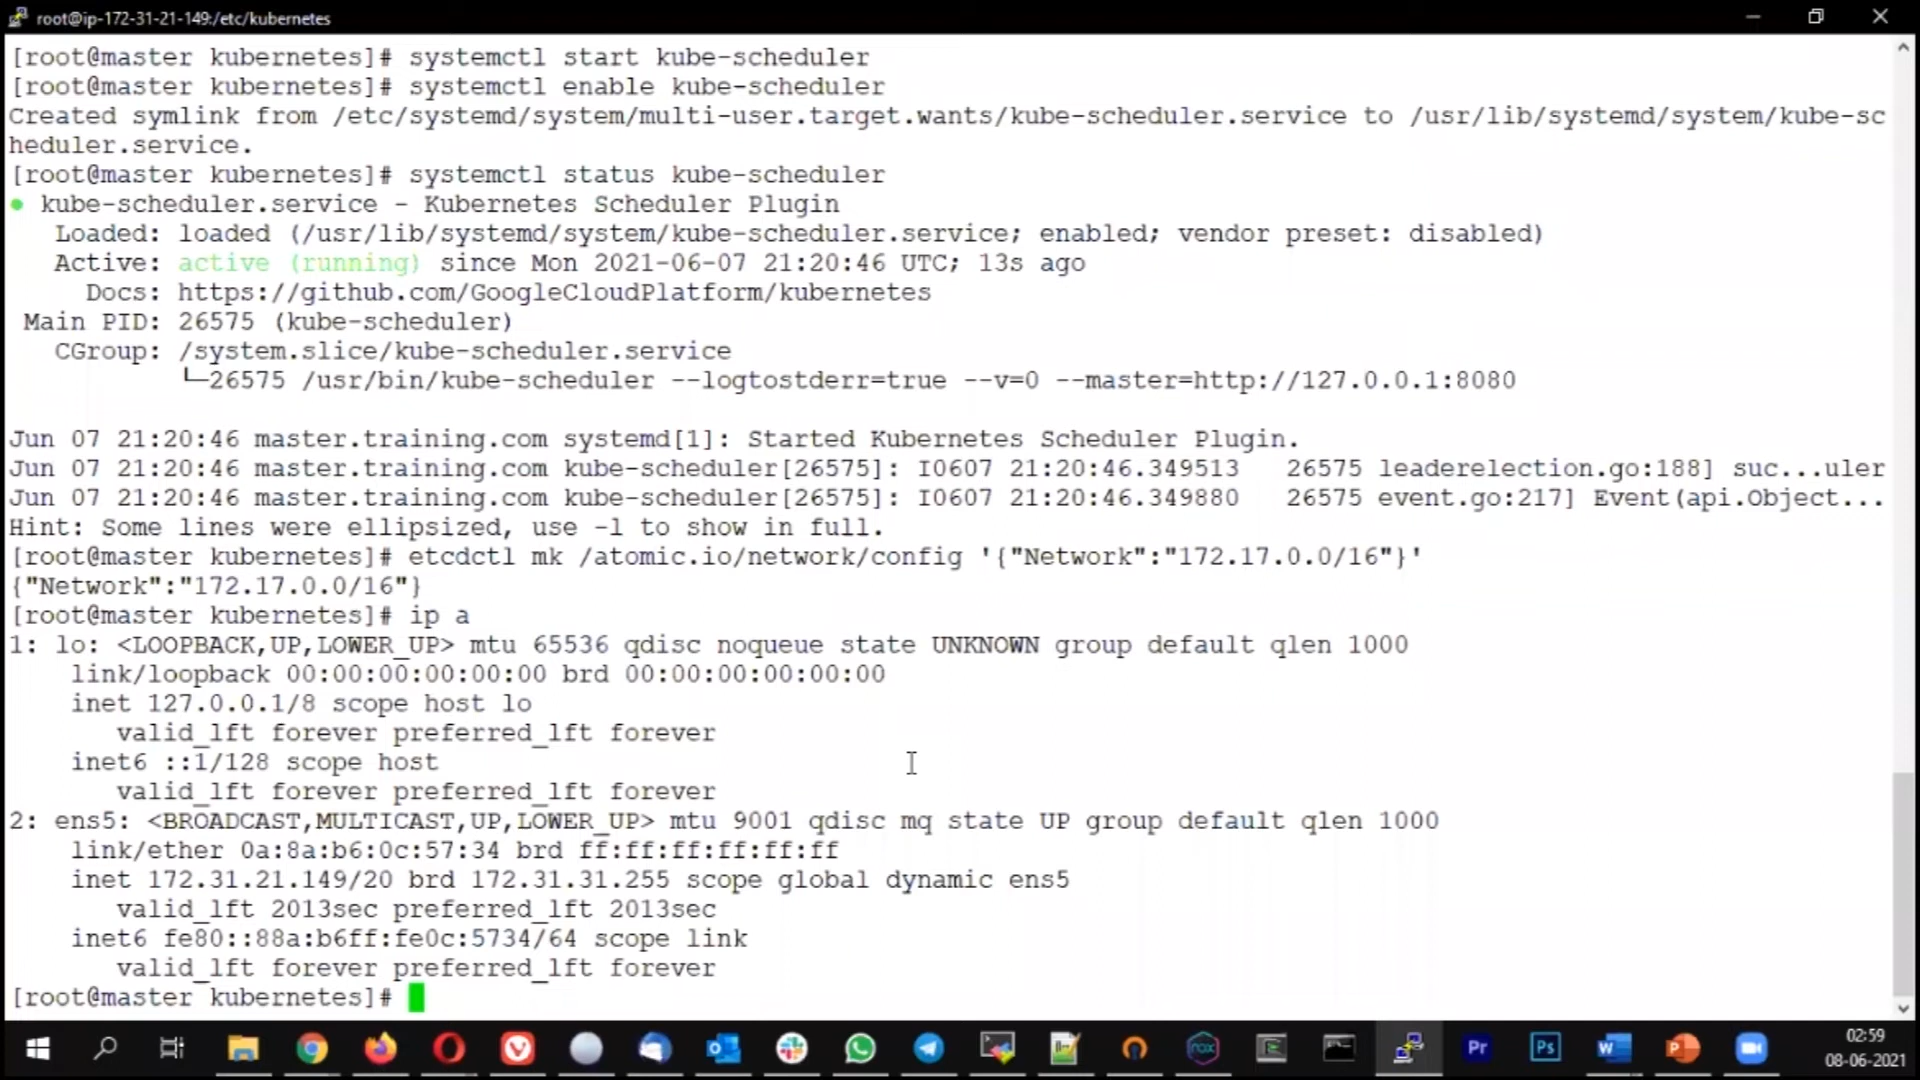 root@ip-172-31-21-149:/etc/kubernetes
[root@master kubernetes]# systemctl start kube-scheduler
[root@master kubernetes]# systemctl enable kube-scheduler
Created symlink from /etc/systemd/system/multi-user.target.wants/kube-scheduler.service to /usr/lib/systemd/system/kube-sc
heduler.service.
[root@master kubernetes]# systemctl status kube-scheduler
● kube-scheduler.service - Kubernetes Scheduler Plugin
   Loaded: loaded (/usr/lib/systemd/system/kube-scheduler.service; enabled; vendor preset: disabled)
   Active: active (running) since Mon 2021-06-07 21:20:46 UTC; 13s ago
     Docs: https://github.com/GoogleCloudPlatform/kubernetes
 Main PID: 26575 (kube-scheduler)
   CGroup: /system.slice/kube-scheduler.service
           └─26575 /usr/bin/kube-scheduler --logtostderr=true --v=0 --master=http://127.0.0.1:8080
Jun 07 21:20:46 master.training.com systemd[1]: Started Kubernetes Scheduler Plugin.
Jun 07 21:20:46 master.training.com kube-scheduler[26575]: I0607 21:20:46.349513   26575 leaderelection.go:188] suc...uler
Jun 07 21:20:46 master.training.com kube-scheduler[26575]: I0607 21:20:46.349880   26575 event.go:217] Event(api.Object...
Hint: Some lines were ellipsized, use -l to show in full.
[root@master kubernetes]# etcdctl mk /atomic.io/network/config '{"Network":"172.17.0.0/16"}'
{"Network":"172.17.0.0/16"}
[root@master kubernetes]# ip a
1: lo: <LOOPBACK,UP,LOWER_UP> mtu 65536 qdisc noqueue state UNKNOWN group default qlen 1000
    link/loopback 00:00:00:00:00:00 brd 00:00:00:00:00:00
    inet 127.0.0.1/8 scope host lo
       valid_lft forever preferred_lft forever
    inet6 ::1/128 scope host
       valid_lft forever preferred_lft forever
2: ens5: <BROADCAST,MULTICAST,UP,LOWER_UP> mtu 9001 qdisc mq state UP group default qlen 1000
    link/ether 0a:8a:b6:0c:57:34 brd ff:ff:ff:ff:ff:ff
    inet 172.31.21.149/20 brd 172.31.31.255 scope global dynamic ens5
       valid_lft 2013sec preferred_lft 2013sec
    inet6 fe80::88a:b6ff:fe0c:5734/64 scope link
       valid_lft forever preferred_lft forever
[root@master kubernetes]#
nox
Pr
Ps
W
P
02:59
08-06-2021